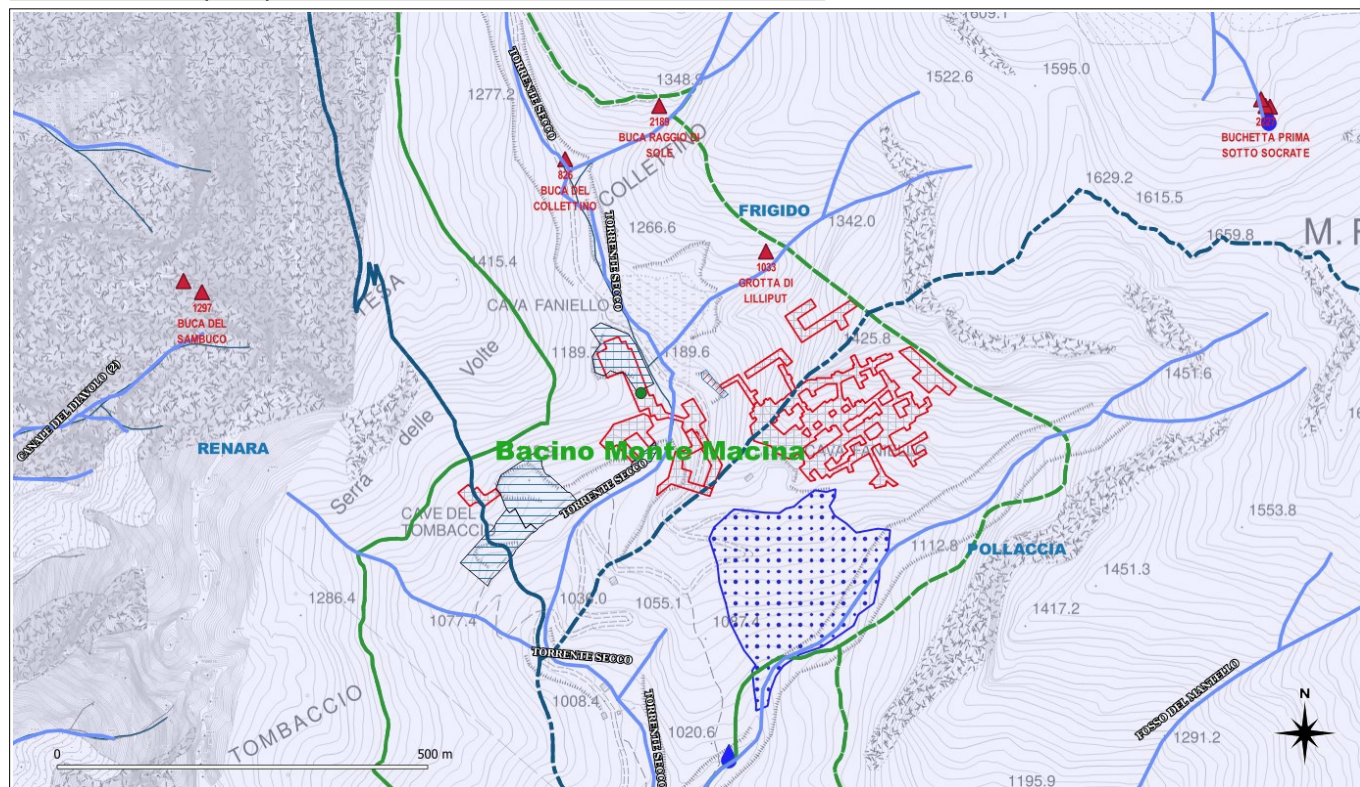 1609.1
1595.0
1522.6
1348.9
1277.2
TORRENTE SECCO
2189
BUCA RAGGIO DI
SOLE
826
BUCA DEL
COLLETTINO
COLLETTINO
BUCHETTA PRIMA
SOTTO SOCRATE
1629.2
1615.5
1659.8
FRIGIDO
1342.0
1266.6
TORRENTE SECCO
1415.4
1033
GROTTA DI
LILLIPUT
1297
BUCA DEL
SAMBUCO
CAVA FANIELLO
1189.6
1425.8
1451.6
Volte
delle
Serra
CANALE DEL DIAVOLO (2)
RENARA
Bacino Monte Macina
TORRENTE SECCO
CAVE DEL
TOMBACCIO
1553.8
1112.8
POLLACCIA
1451.3
1417.2
1286.4
1077.4
1055.1
TORRENTE SECCO
TORRENTE SECCO
1008.4
1020.6
TOMBACCIO
FOSSO DEL MANTELLO
1291.2
1195.9
N
0
500 m